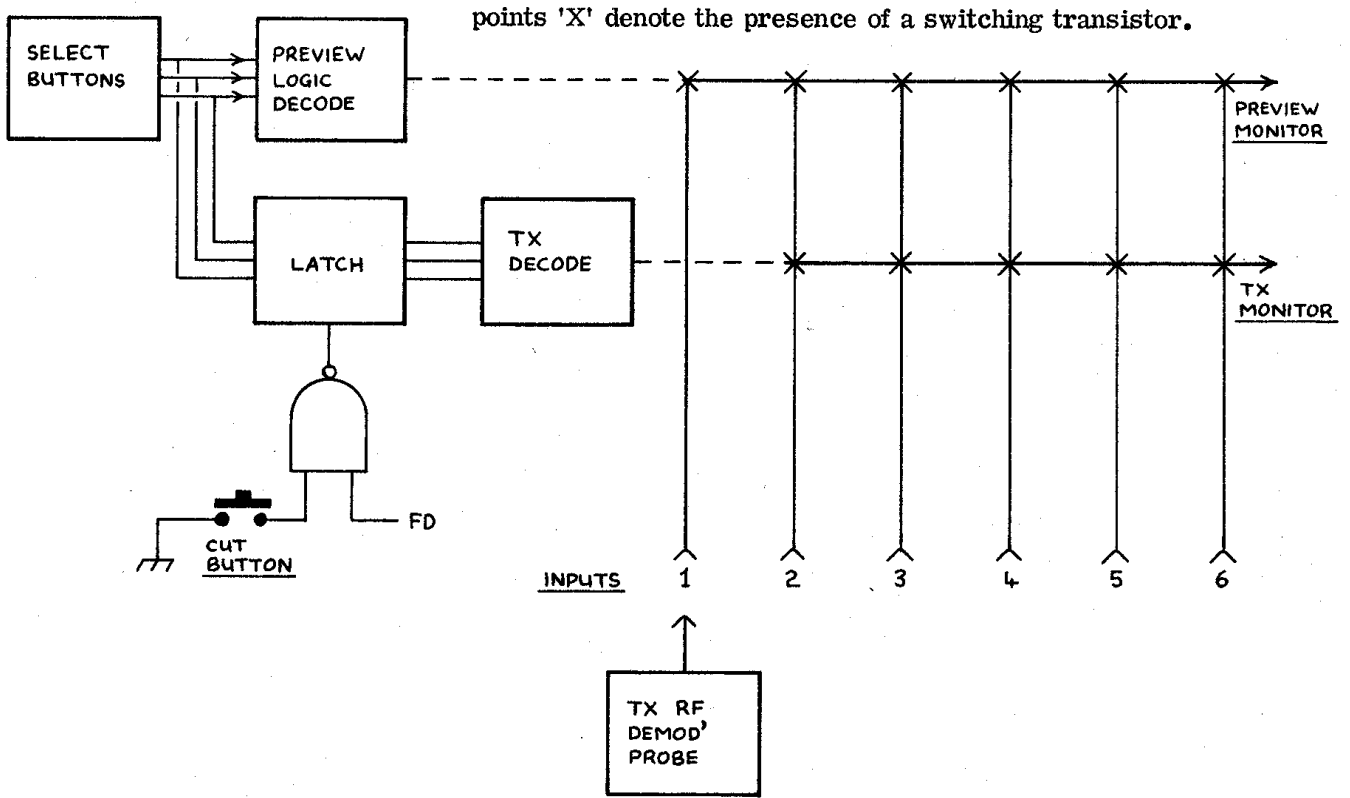 points 'X' denote the presence of a switching transistor.
SELECT
BUTTONS
PREVIEW
LOGIC
DECODE
PREVIEW
MONITOR
LATCH
TX
DECODE
TX
MONITOR
FD
CUT
BUTTON
INPUTS 1 2 3 4 5 6
TX RF
DEMOD'
PROBE